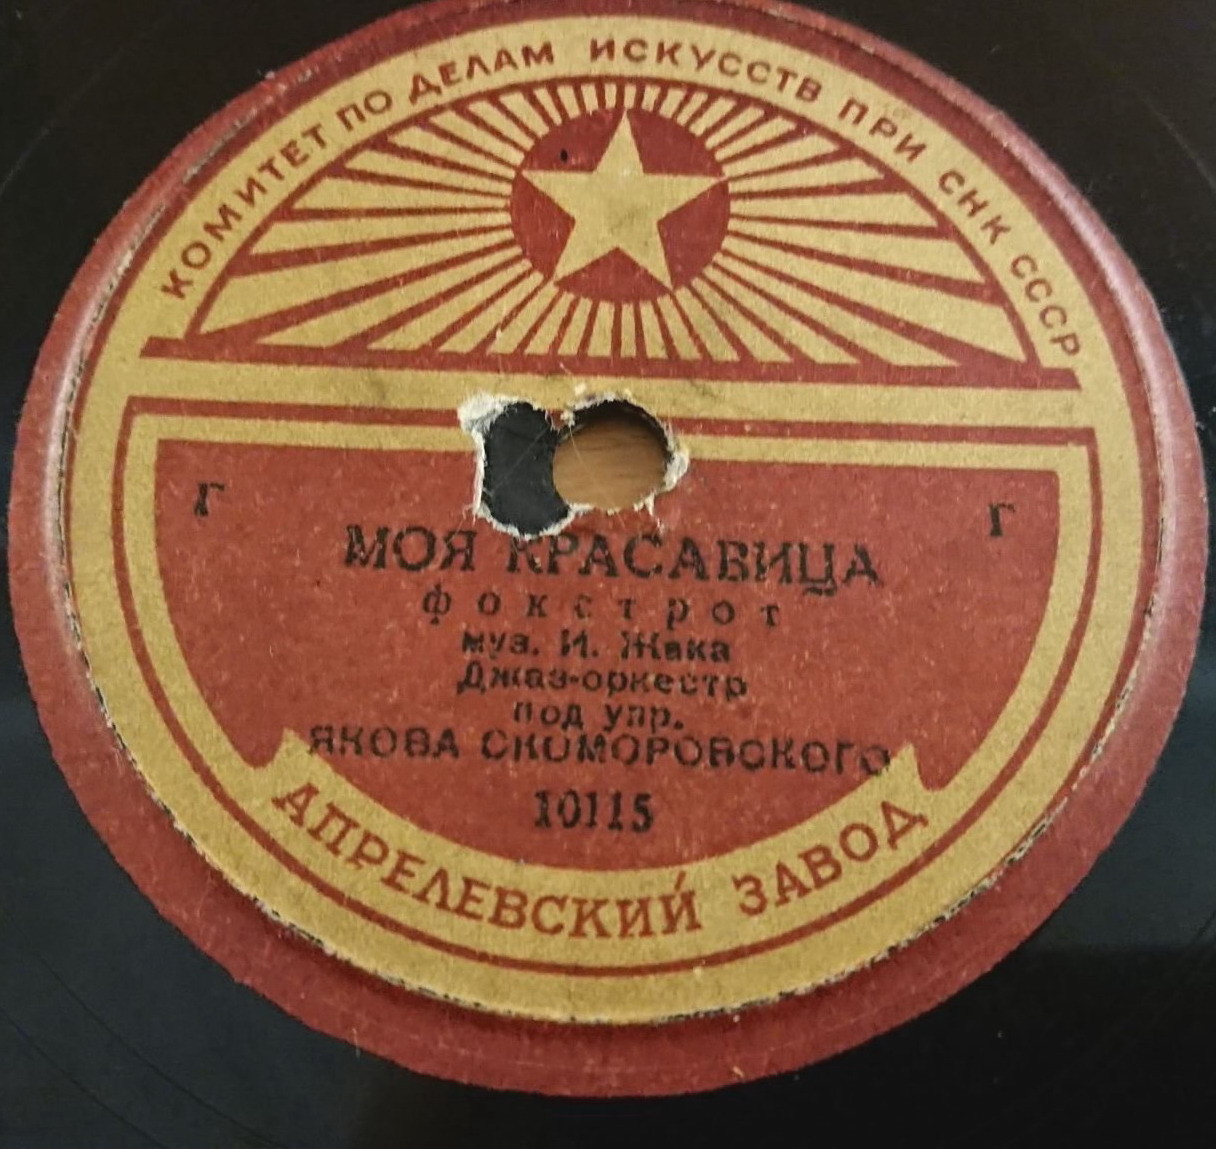 КОМИТЕТ ПО ДЕЛАМ ИСКУССТВ ПРИ СНК СССР
Г Г
МОЯ КРАСАВИЦА
фокстрот
муз. И. Жака
Джаз-оркестр
под упр.
ЯКОВА СКОМОРОВСКОГО
10115
АПРЕЛЕВСКИЙ ЗАВОД